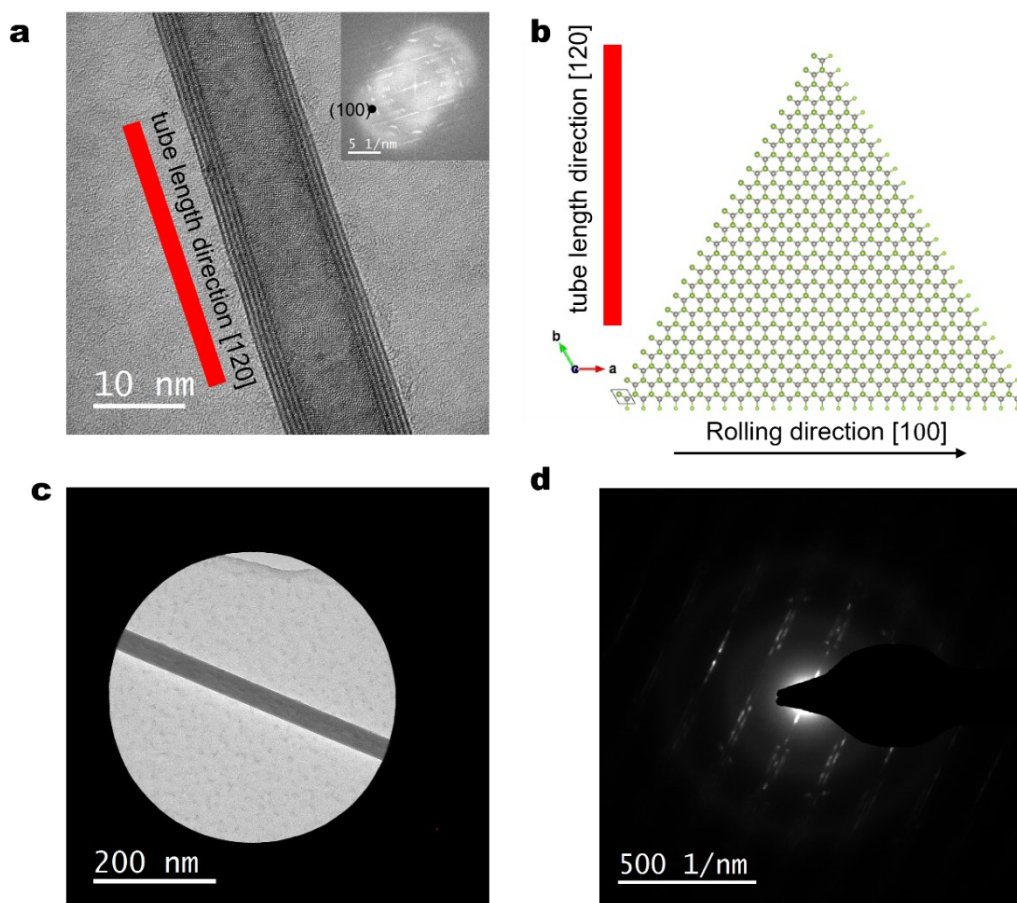 a
tube length direction [120]
(100)
5 1/nm
10 nm
b
tube length direction [120]
b
a
Rolling direction [100]
c
200 nm
d
500 1/nm